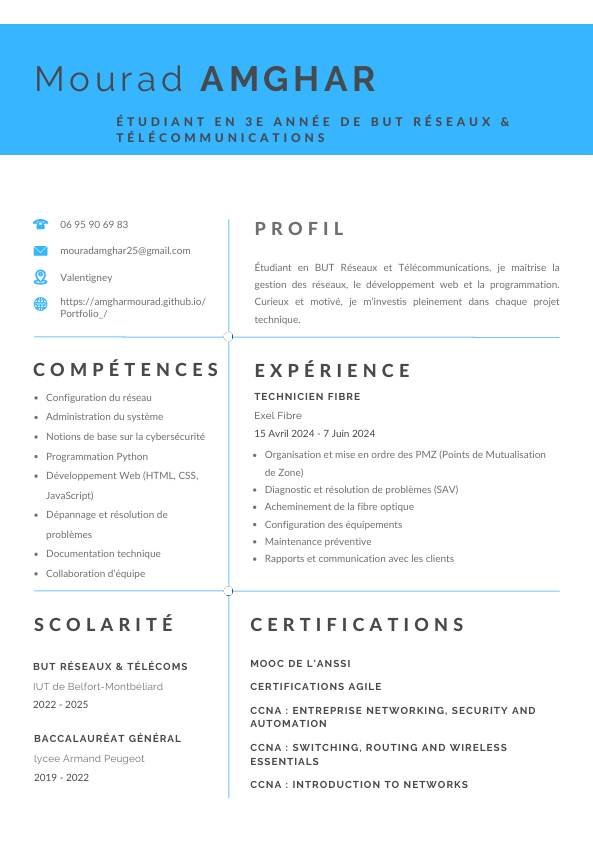 Mourad AMGHAR
ÉTUDIANT EN 3E ANNÉE DE BUT RÉSEAUX &
TÉLÉCOMMUNICATIONS
06 95 90 69 83
mouradamghar25@gmail.com
Valentigney
https://amgharmourad.github.io/
Portfolio_/
PROFIL
Étudiant en BUT Réseaux et Télécommunications, je maîtrise la
gestion des réseaux, le développement web et la programmation.
Curieux et motivé, je m'investis pleinement dans chaque projet
technique.
COMPÉTENCES
• Configuration du réseau
• Administration du système
• Notions de base sur la cybersécurité
• Programmation Python
• Développement Web (HTML, CSS,
JavaScript)
• Dépannage et résolution de
problèmes
• Documentation technique
• Collaboration d'équipe
EXPÉRIENCE
TECHNICIEN FIBRE
Exel Fibre
15 Avril 2024 - 7 Juin 2024
• Organisation et mise en ordre des PMZ (Points de Mutualisation
de Zone)
• Diagnostic et résolution de problèmes (SAV)
• Acheminement de la fibre optique
• Configuration des équipements
• Maintenance préventive
• Rapports et communication avec les clients
SCOLARITÉ
BUT RÉSEAUX & TÉLÉCOMS
IUT de Belfort-Montbéliard
2022 - 2025
BACCALAURÉAT GÉNÉRAL
lycee Armand Peugeot
2019 - 2022
CERTIFICATIONS
MOOC DE L'ANSSI
CERTIFICATIONS AGILE
CCNA : ENTREPRISE NETWORKING, SECURITY AND
AUTOMATION
CCNA : SWITCHING, ROUTING AND WIRELESS
ESSENTIALS
CCNA : INTRODUCTION TO NETWORKS